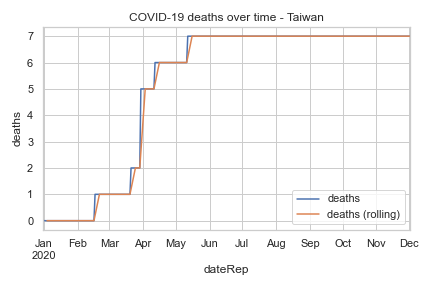 COVID-19 deaths over time - Taiwan
deaths
7
6
5
4
3
2
1
0
Jan Feb Mar Apr May Jun Jul Aug Sep Oct Nov Dec
2020
dateRep
deaths
deaths (rolling)